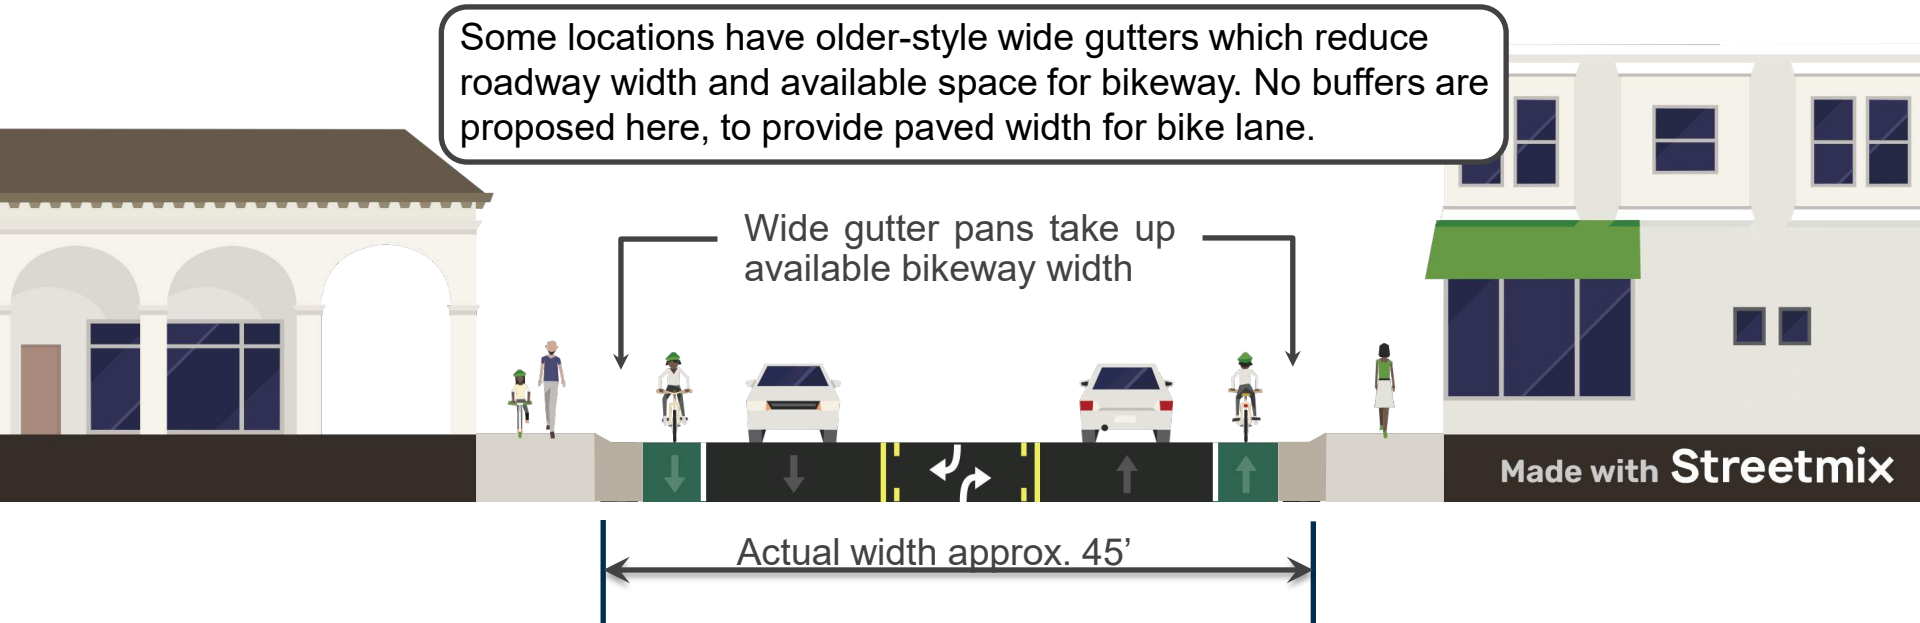 Some locations have older-style wide gutters which reduce
roadway width and available space for bikeway. No buffers are
proposed here, to provide paved width for bike lane.
Wide gutter pans take up
available bikeway width
Made with Streetmix
Actual width approx. 45’